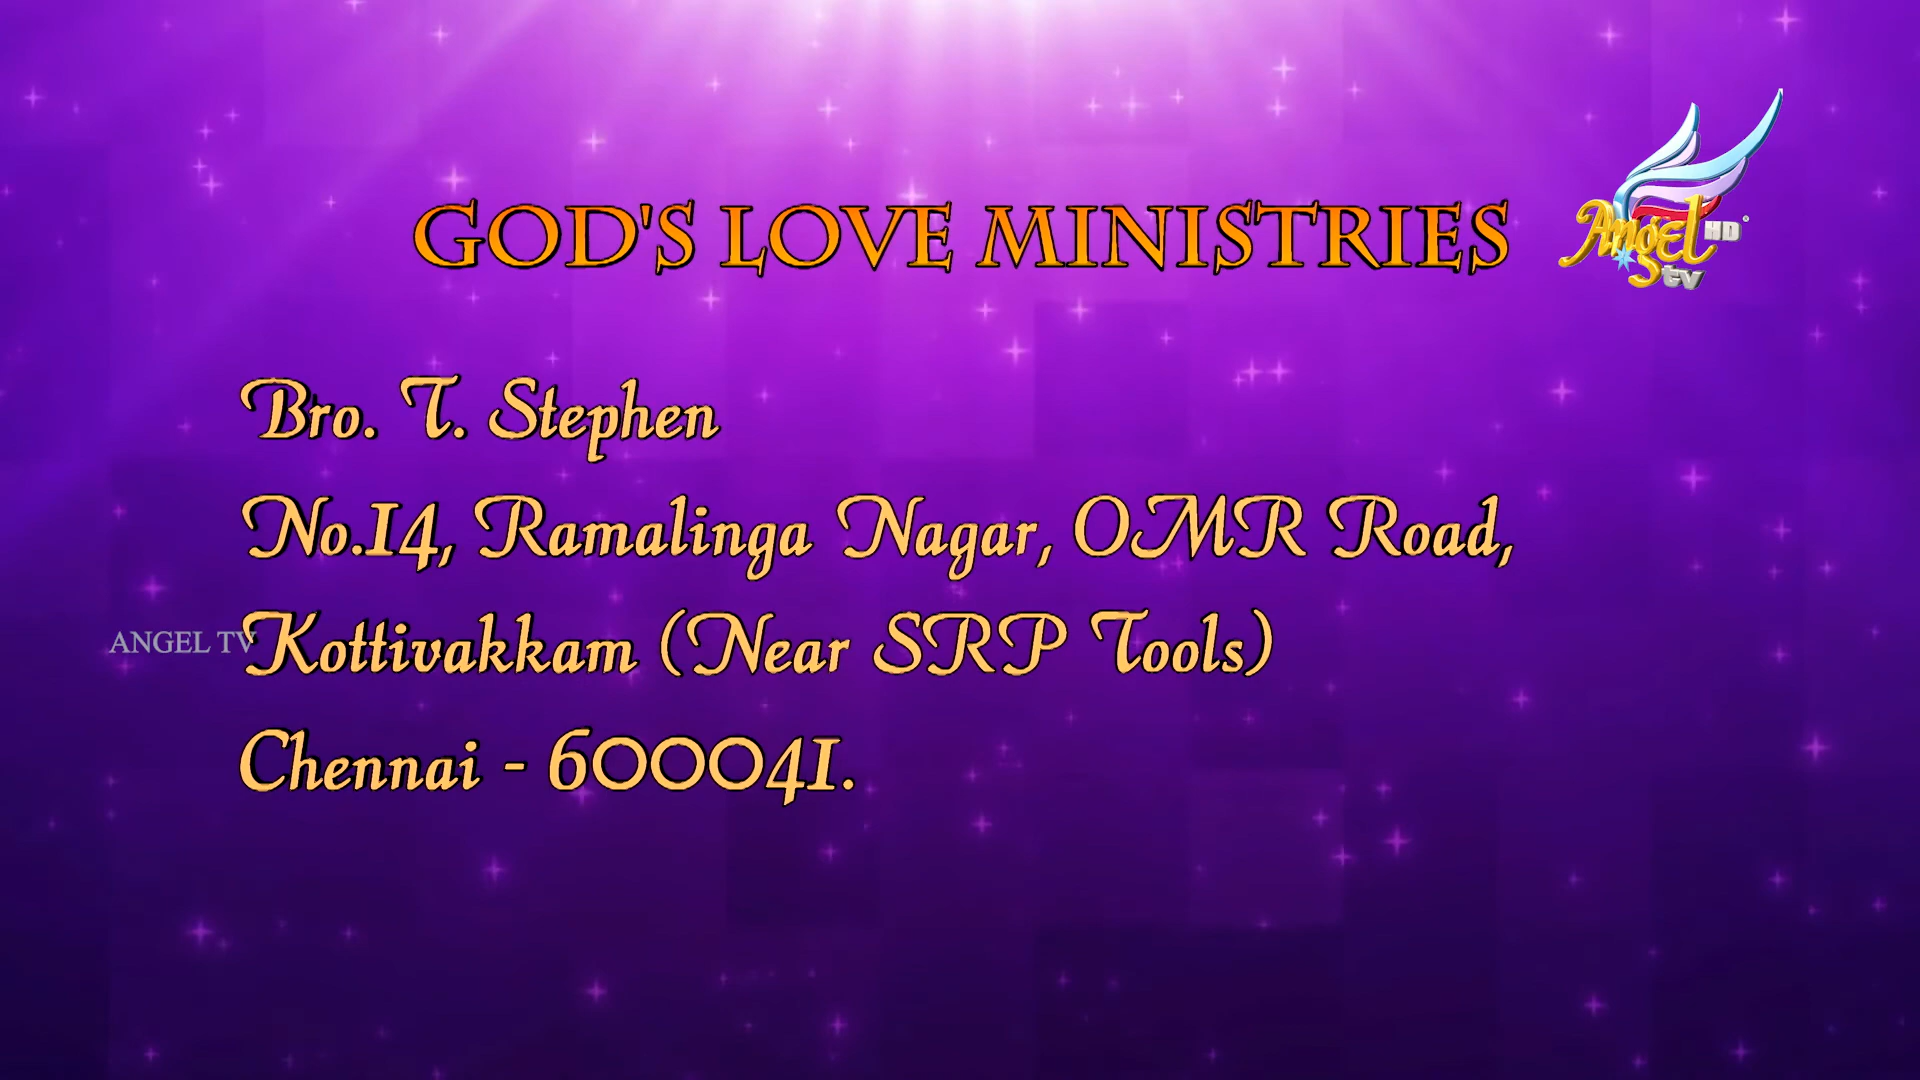 GOD'S LOVE MINISTRIES
Angel HD
tv
Bro. T. Stephen
No.14, Ramalinga Nagar, OMR Road,
ANGEL TV
Kottivakkam (Near SRP Tools)
Chennai - 600041.